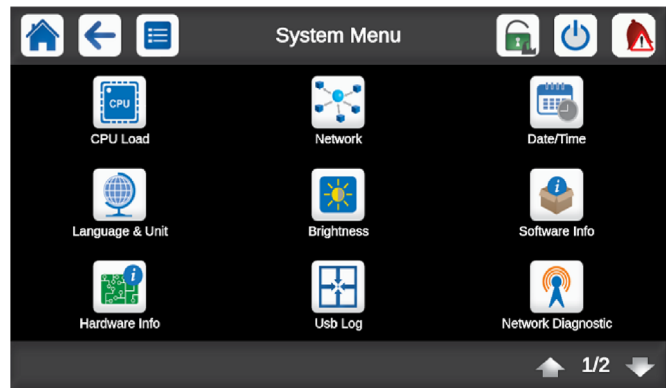 System Menu
CPU
CPU Load
Network
Date/Time
Language & Unit
Brightness
Software Info
Hardware Info
Usb Log
Network Diagnostic
1/2